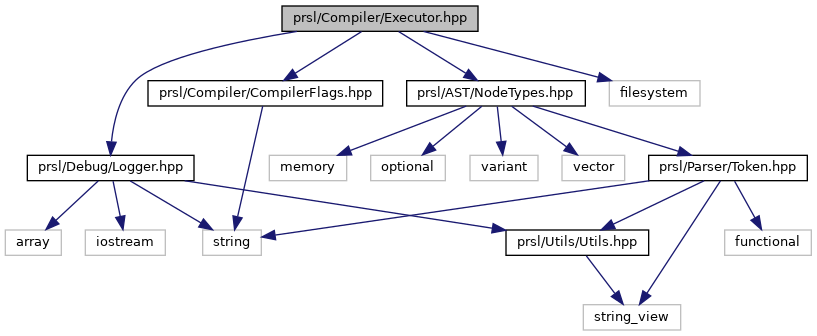 prsl/Compiler/Executor.hpp
prsl/Compiler/CompilerFlags.hpp
prsl/AST/NodeTypes.hpp
filesystem
prsl/Debug/Logger.hpp
memory
optional
variant
vector
prsl/Parser/Token.hpp
array
iostream
string
prsl/Utils/Utils.hpp
functional
string_view